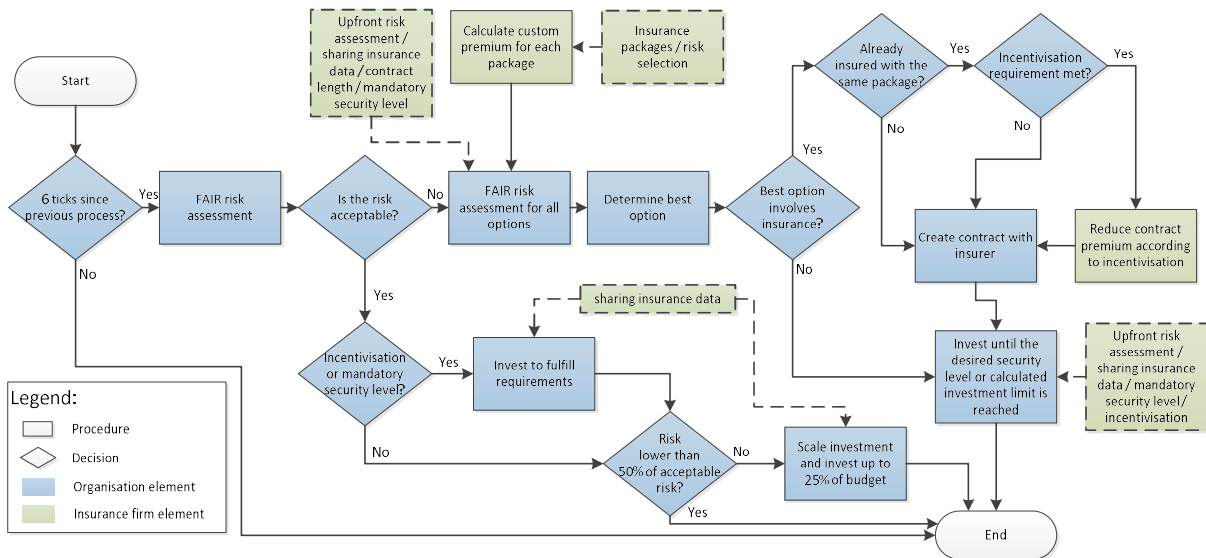 Start
6 ticks since
previous process?
Yes
No
FAIR risk
assessment
Is the risk
acceptable?
No
Yes
Upfront risk
assessment /
sharing insurance
data / contract
length / mandatory
security level
Calculate custom
premium for each
package
Insurance
packages / risk
selection
FAIR risk
assessment for all
options
Determine best
option
Best option
involves
insurance?
Yes
No
Already
insured with the
same package?
Yes
No
Incentivisation
requirement met?
Yes
No
Create contract with
insurer
Reduce contract
premium according
to incentivisation
Invest until the
desired security
level or calculated
investment limit is
reached
Upfront risk
assessment /
sharing insurance
data / mandatory
security level /
incentivisation
sharing insurance data
Incentivisation
or mandatory
security level?
Yes
No
Invest to fulfill
requirements
Risk
lower than
50% of acceptable
risk?
No
Yes
Scale investment
and invest up to
25% of budget
End
Legend:
Procedure
Decision
Organisation element
Insurance firm element